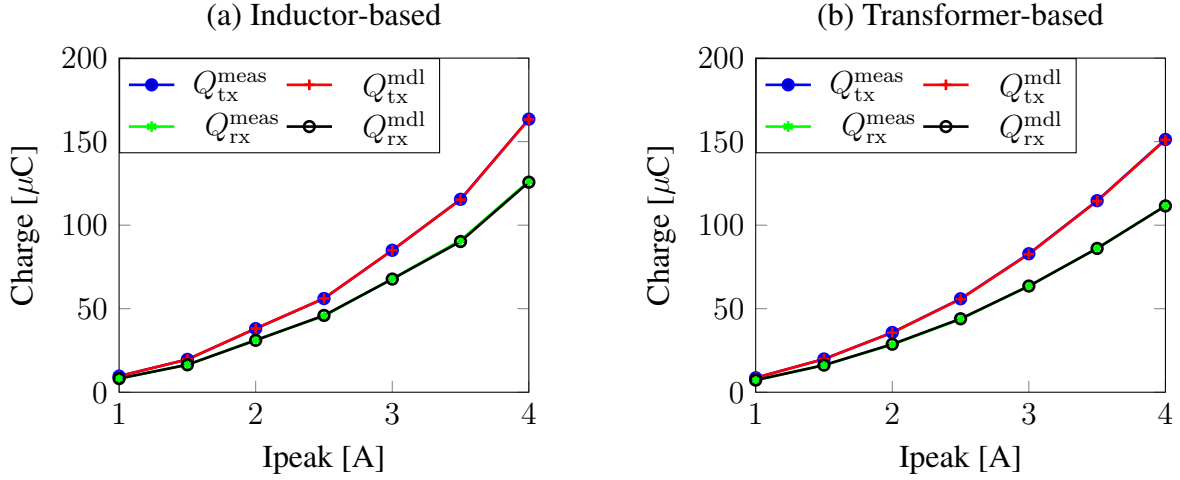 (a) Inductor-based
200
150
100
50
0
Charge [μC]
1 2 3 4
Ipeak [A]
Q_tx^meas Q_tx^mdl
Q_rx^meas Q_rx^mdl
(b) Transformer-based
200
150
100
50
0
Charge [μC]
1 2 3 4
Ipeak [A]
Q_tx^meas Q_tx^mdl
Q_rx^meas Q_rx^mdl